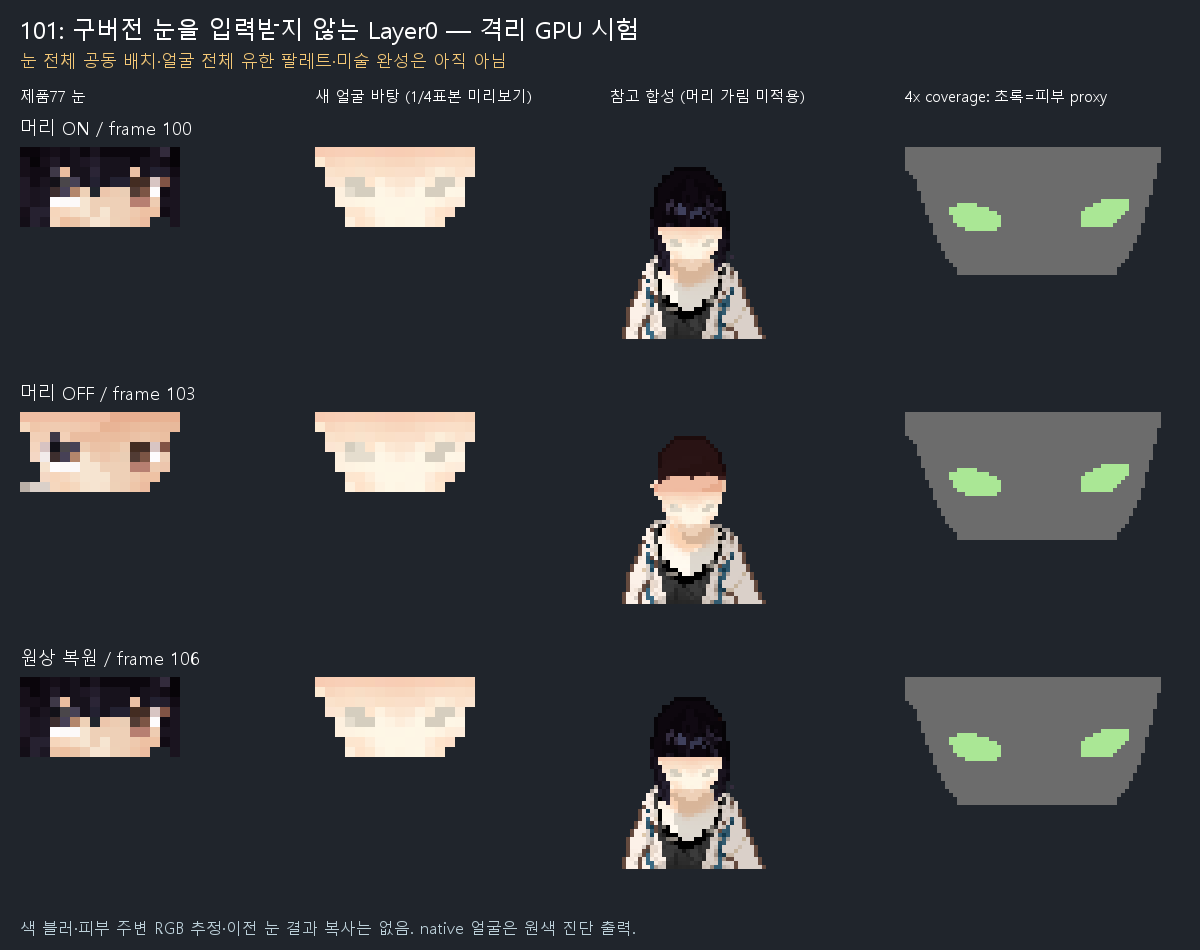 101: 구버전 눈을 입력받지 않는 Layer0 — 격리 GPU 시험
눈 전체 공동 배치·얼굴 전체 유한 팔레트·미술 완성은 아직 아님
제품77 눈
새 얼굴 바탕 (1/4표본 미리보기)
참고 합성 (머리 가림 미적용)
4x coverage: 초록=피부 proxy
머리 ON / frame 100
머리 OFF / frame 103
원상 복원 / frame 106
색 블러·피부 주변 RGB 추정·이전 눈 결과 복사는 없음. native 얼굴은 원색 진단 출력.